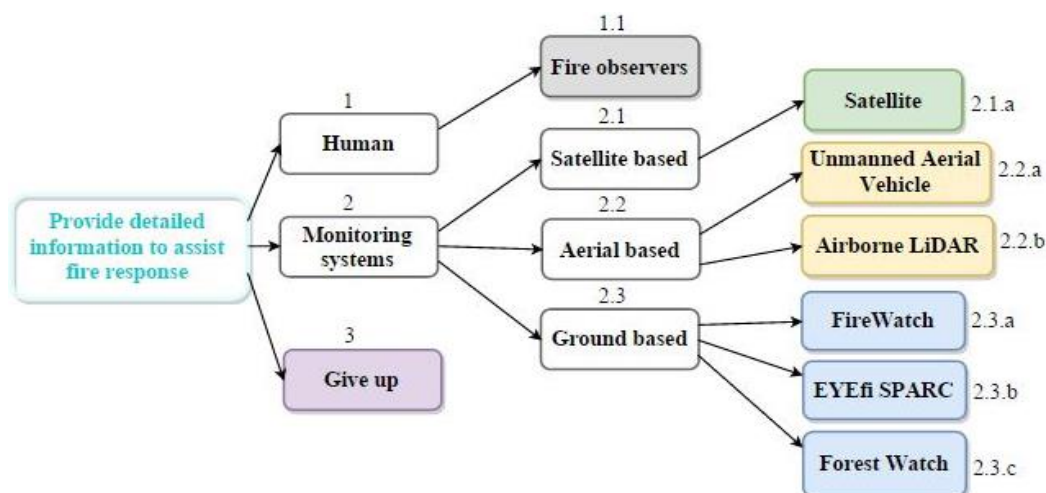 1.1
Fire observers
1
Human
2.1
Satellite based
Satellite
2.1.a
Unmanned Aerial
Vehicle
2.2.a
Provide detailed
information to assist
fire response
2
Monitoring
systems
2.2
Aerial based
Airborne LiDAR
2.2.b
2.3
Ground based
FireWatch
2.3.a
3
Give up
EYEfi SPARC
2.3.b
Forest Watch
2.3.c